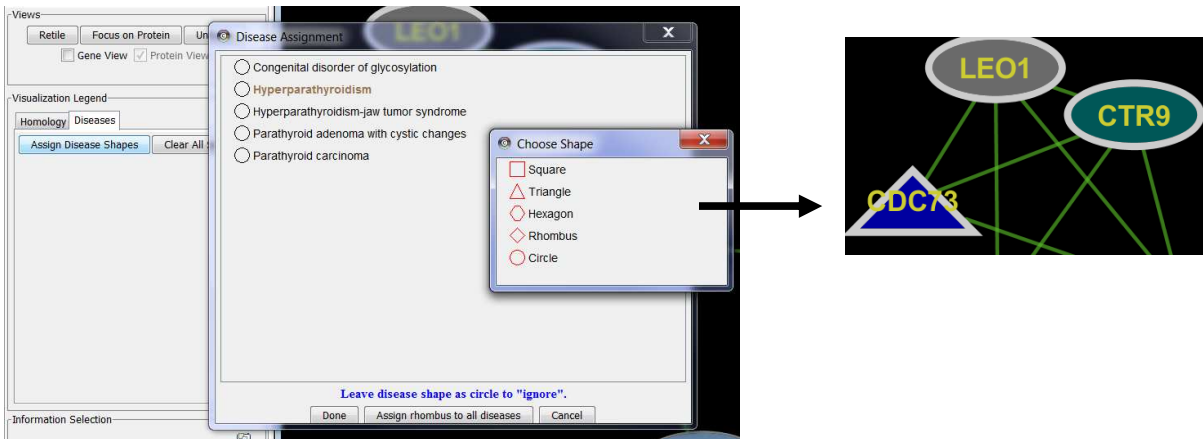 Views
Retile Focus on Protein Un
Gene View Protein View
Visualization Legend
Homology Diseases
Assign Disease Shapes Clear All
Information Selection
Disease Assignment
LEO1
X
Congenital disorder of glycosylation
Hyperparathyroidism
Hyperparathyroidism-jaw tumor syndrome
Parathyroid adenoma with cystic changes
Parathyroid carcinoma
Choose Shape
X
Square
Triangle
Hexagon
Rhombus
Circle
Leave disease shape as circle to "ignore".
Done Assign rhombus to all diseases Cancel
LEO1
CTR9
CDC73